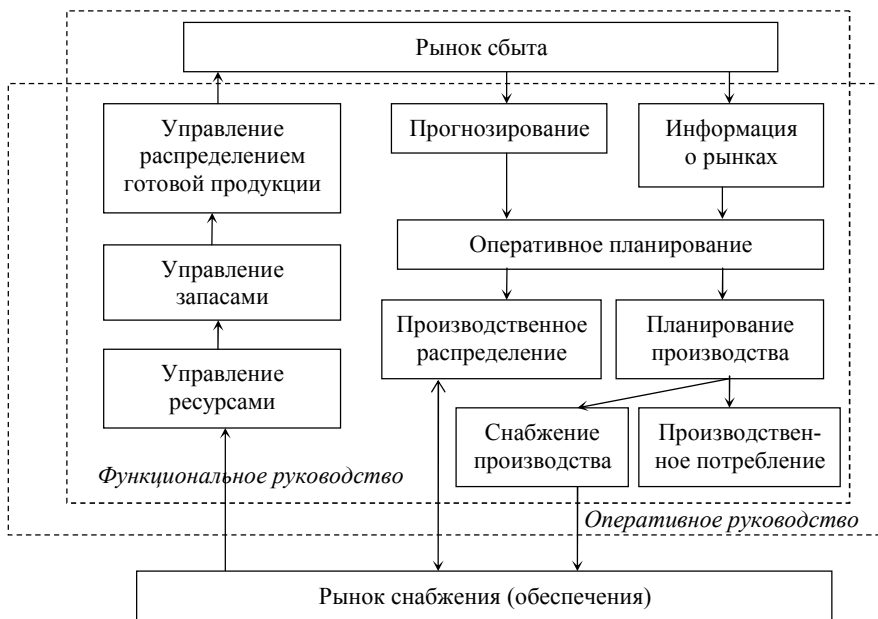 Рынок сбыта
Управление
распределением
готовой продукции
Прогнозирование
Информация
о рынках
Оперативное планирование
Управление
запасами
Производственное
распределение
Планирование
производства
Управление
ресурсами
Снабжение
производства
Производствен-
ное потребление
Функциональное руководство
Оперативное руководство
Рынок снабжения (обеспечения)